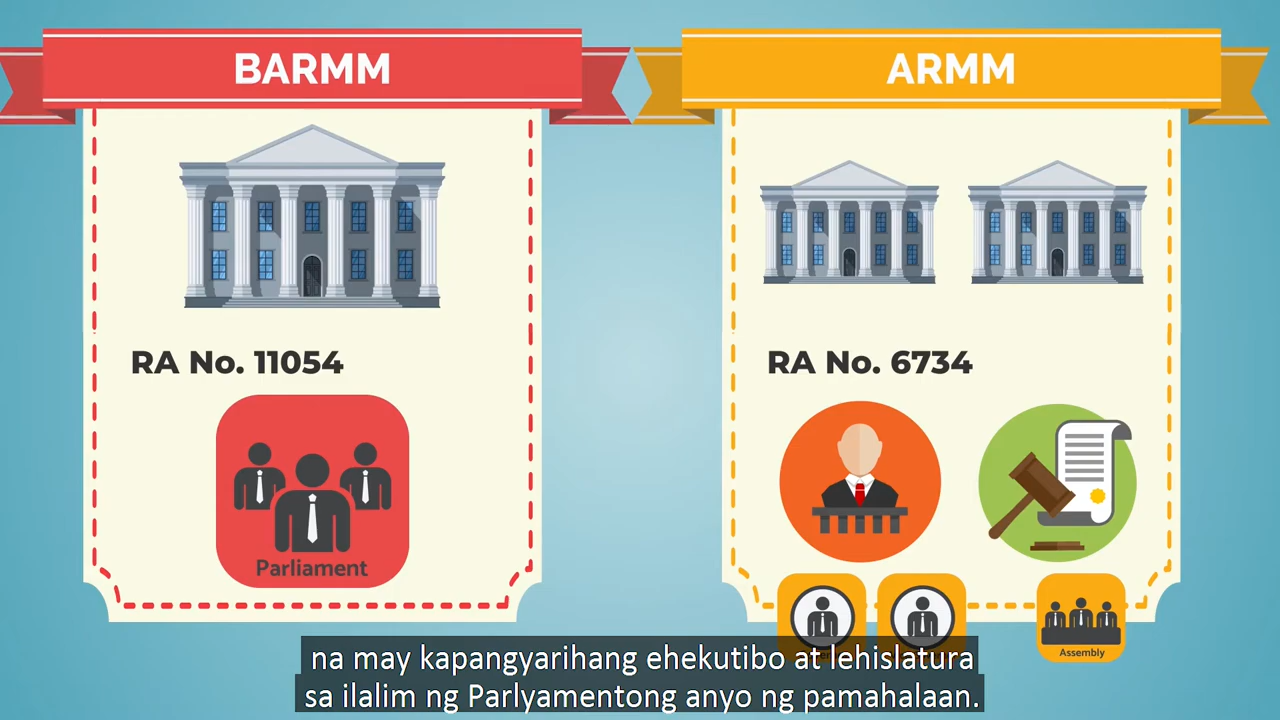 BARMM
ARMM
RA No. 11054
RA No. 6734
Parliament
Assembly
na may kapangyarihang ehekutibo at lehislatura
sa ilalim ng Parlyamentong anyo ng pamahalaan.